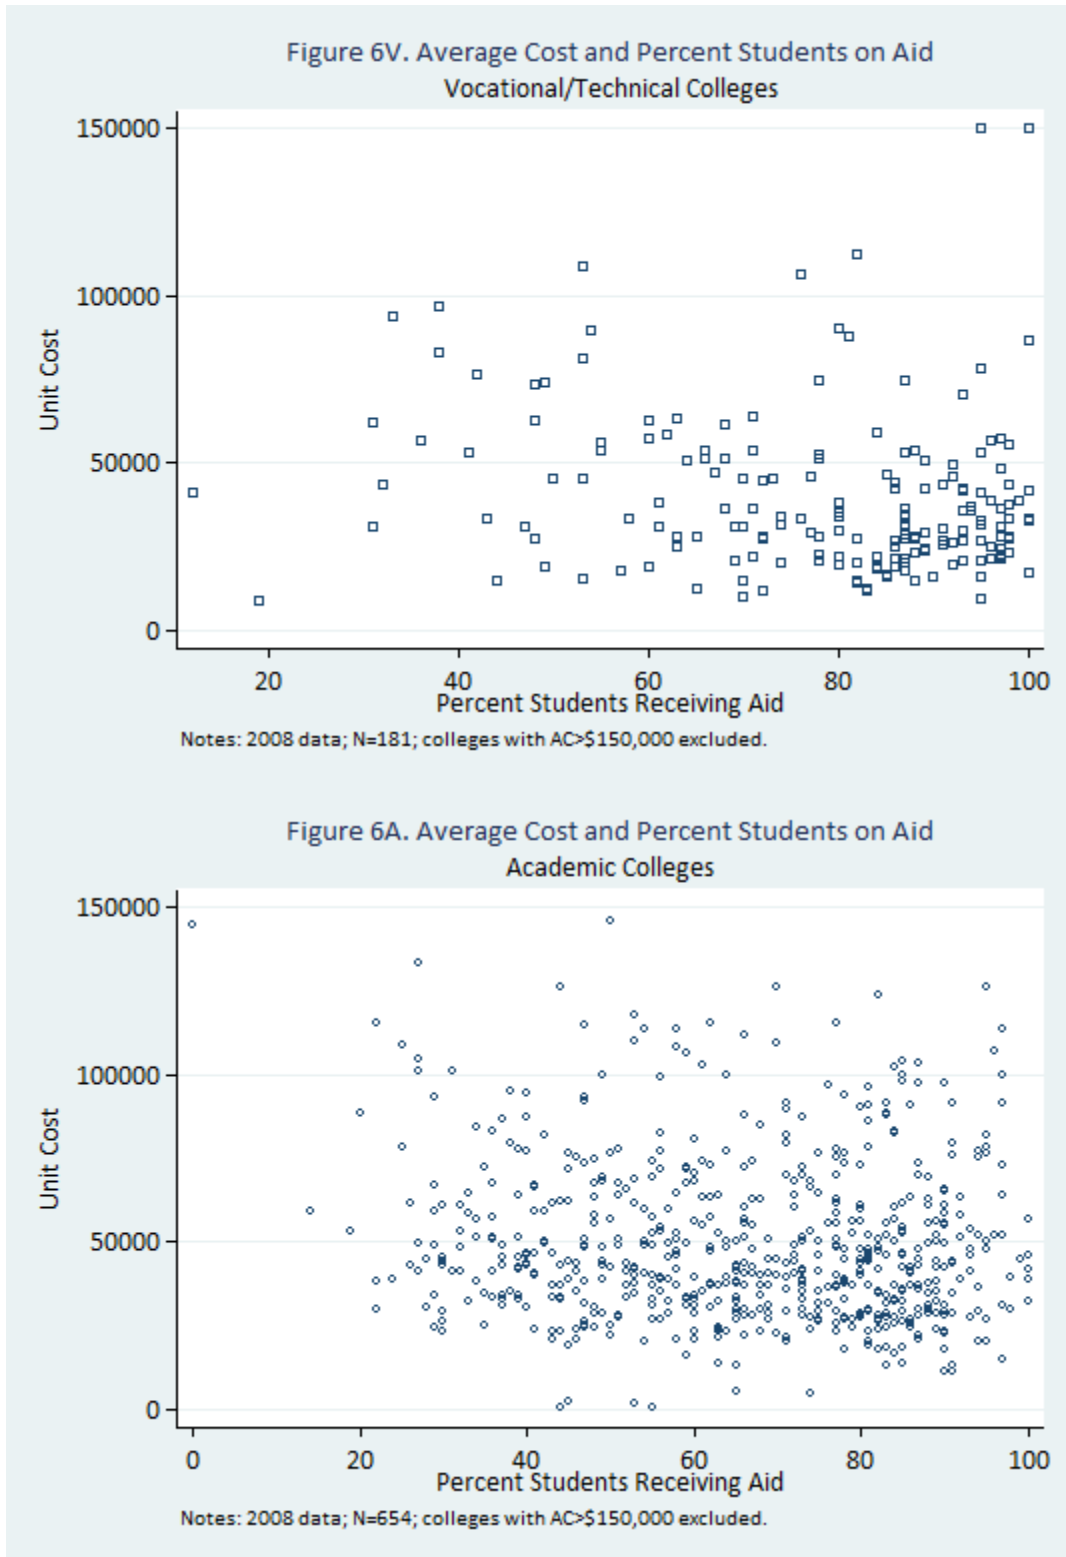 Figure 6V. Average Cost and Percent Students on Aid
Vocational/Technical Colleges
150000
100000
50000
0
Unit Cost
20 40 60 80 100
Percent Students Receiving Aid
Notes: 2008 data; N=181; colleges with AC>$150,000 excluded.
Figure 6A. Average Cost and Percent Students on Aid
Academic Colleges
150000
100000
50000
0
Unit Cost
0 20 40 60 80 100
Percent Students Receiving Aid
Notes: 2008 data; N=654; colleges with AC>$150,000 excluded.